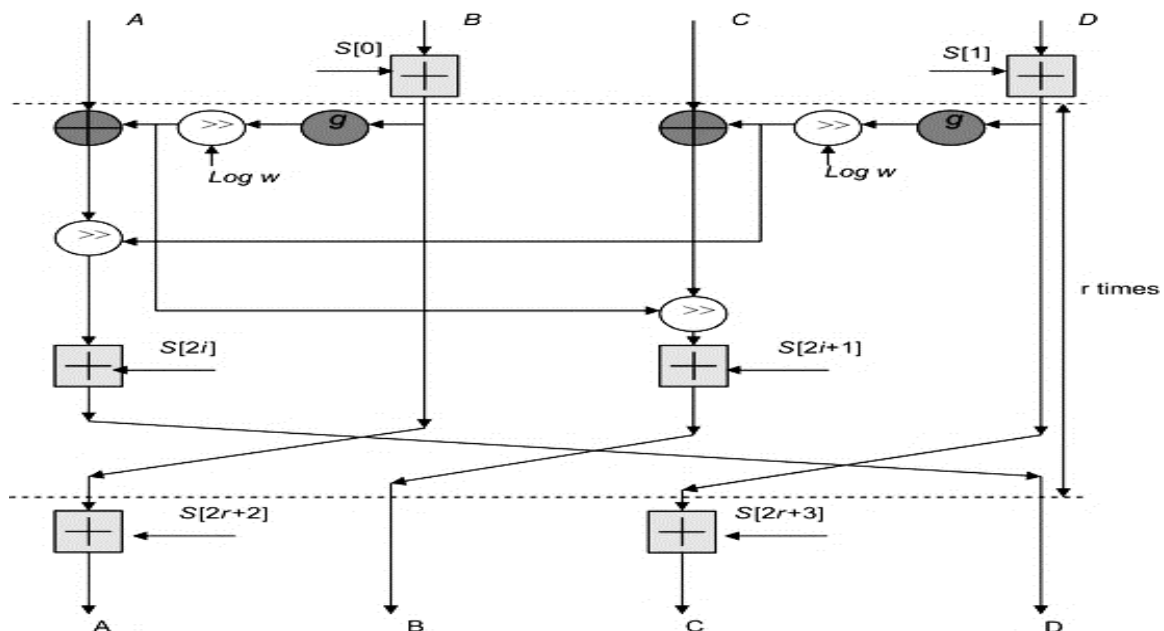 A B C D
S[0] S[1]
>> g >> g
Log w Log w
>>
r times
>>
S[2i] S[2i+1]
S[2r+2] S[2r+3]
A B C D